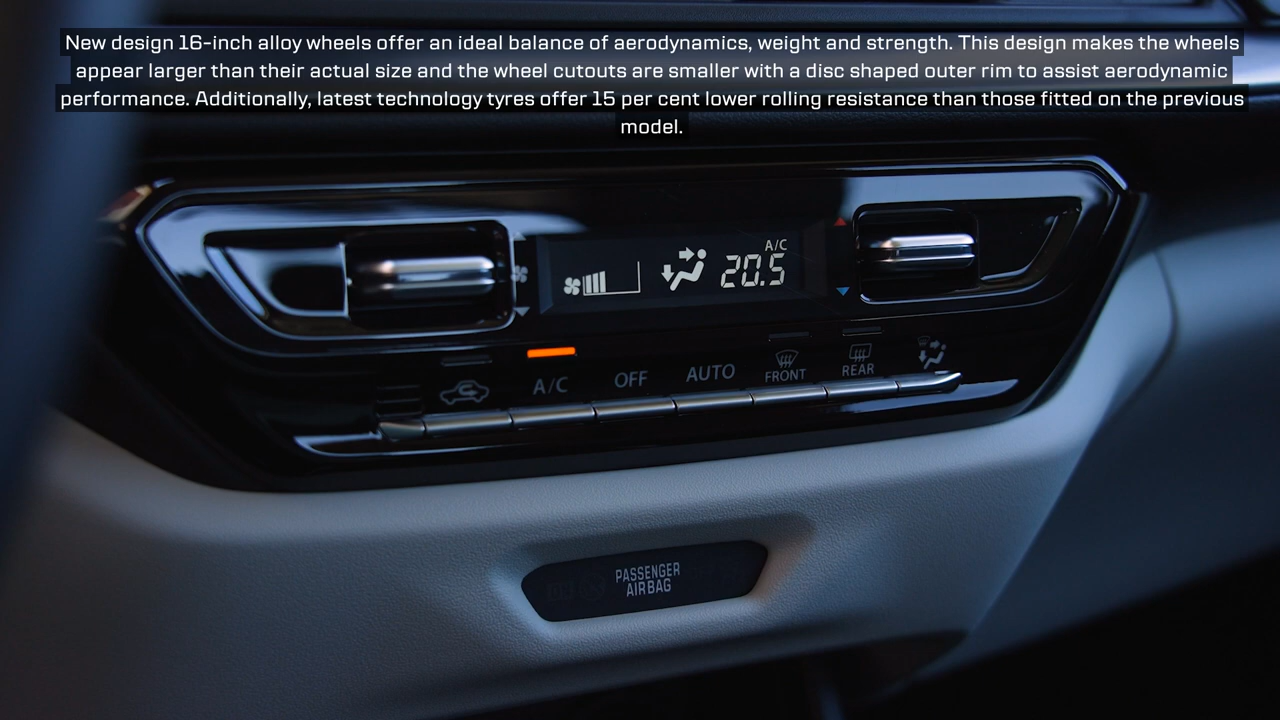 New design 16-inch alloy wheels offer an ideal balance of aerodynamics, weight and strength. This design makes the wheels
appear larger than their actual size and the wheel cutouts are smaller with a disc shaped outer rim to assist aerodynamic
performance. Additionally, latest technology tyres offer 15 per cent lower rolling resistance than those fitted on the previous
model.
A/C
20.5
A/C OFF AUTO FRONT REAR
PASSENGER
AIRBAG